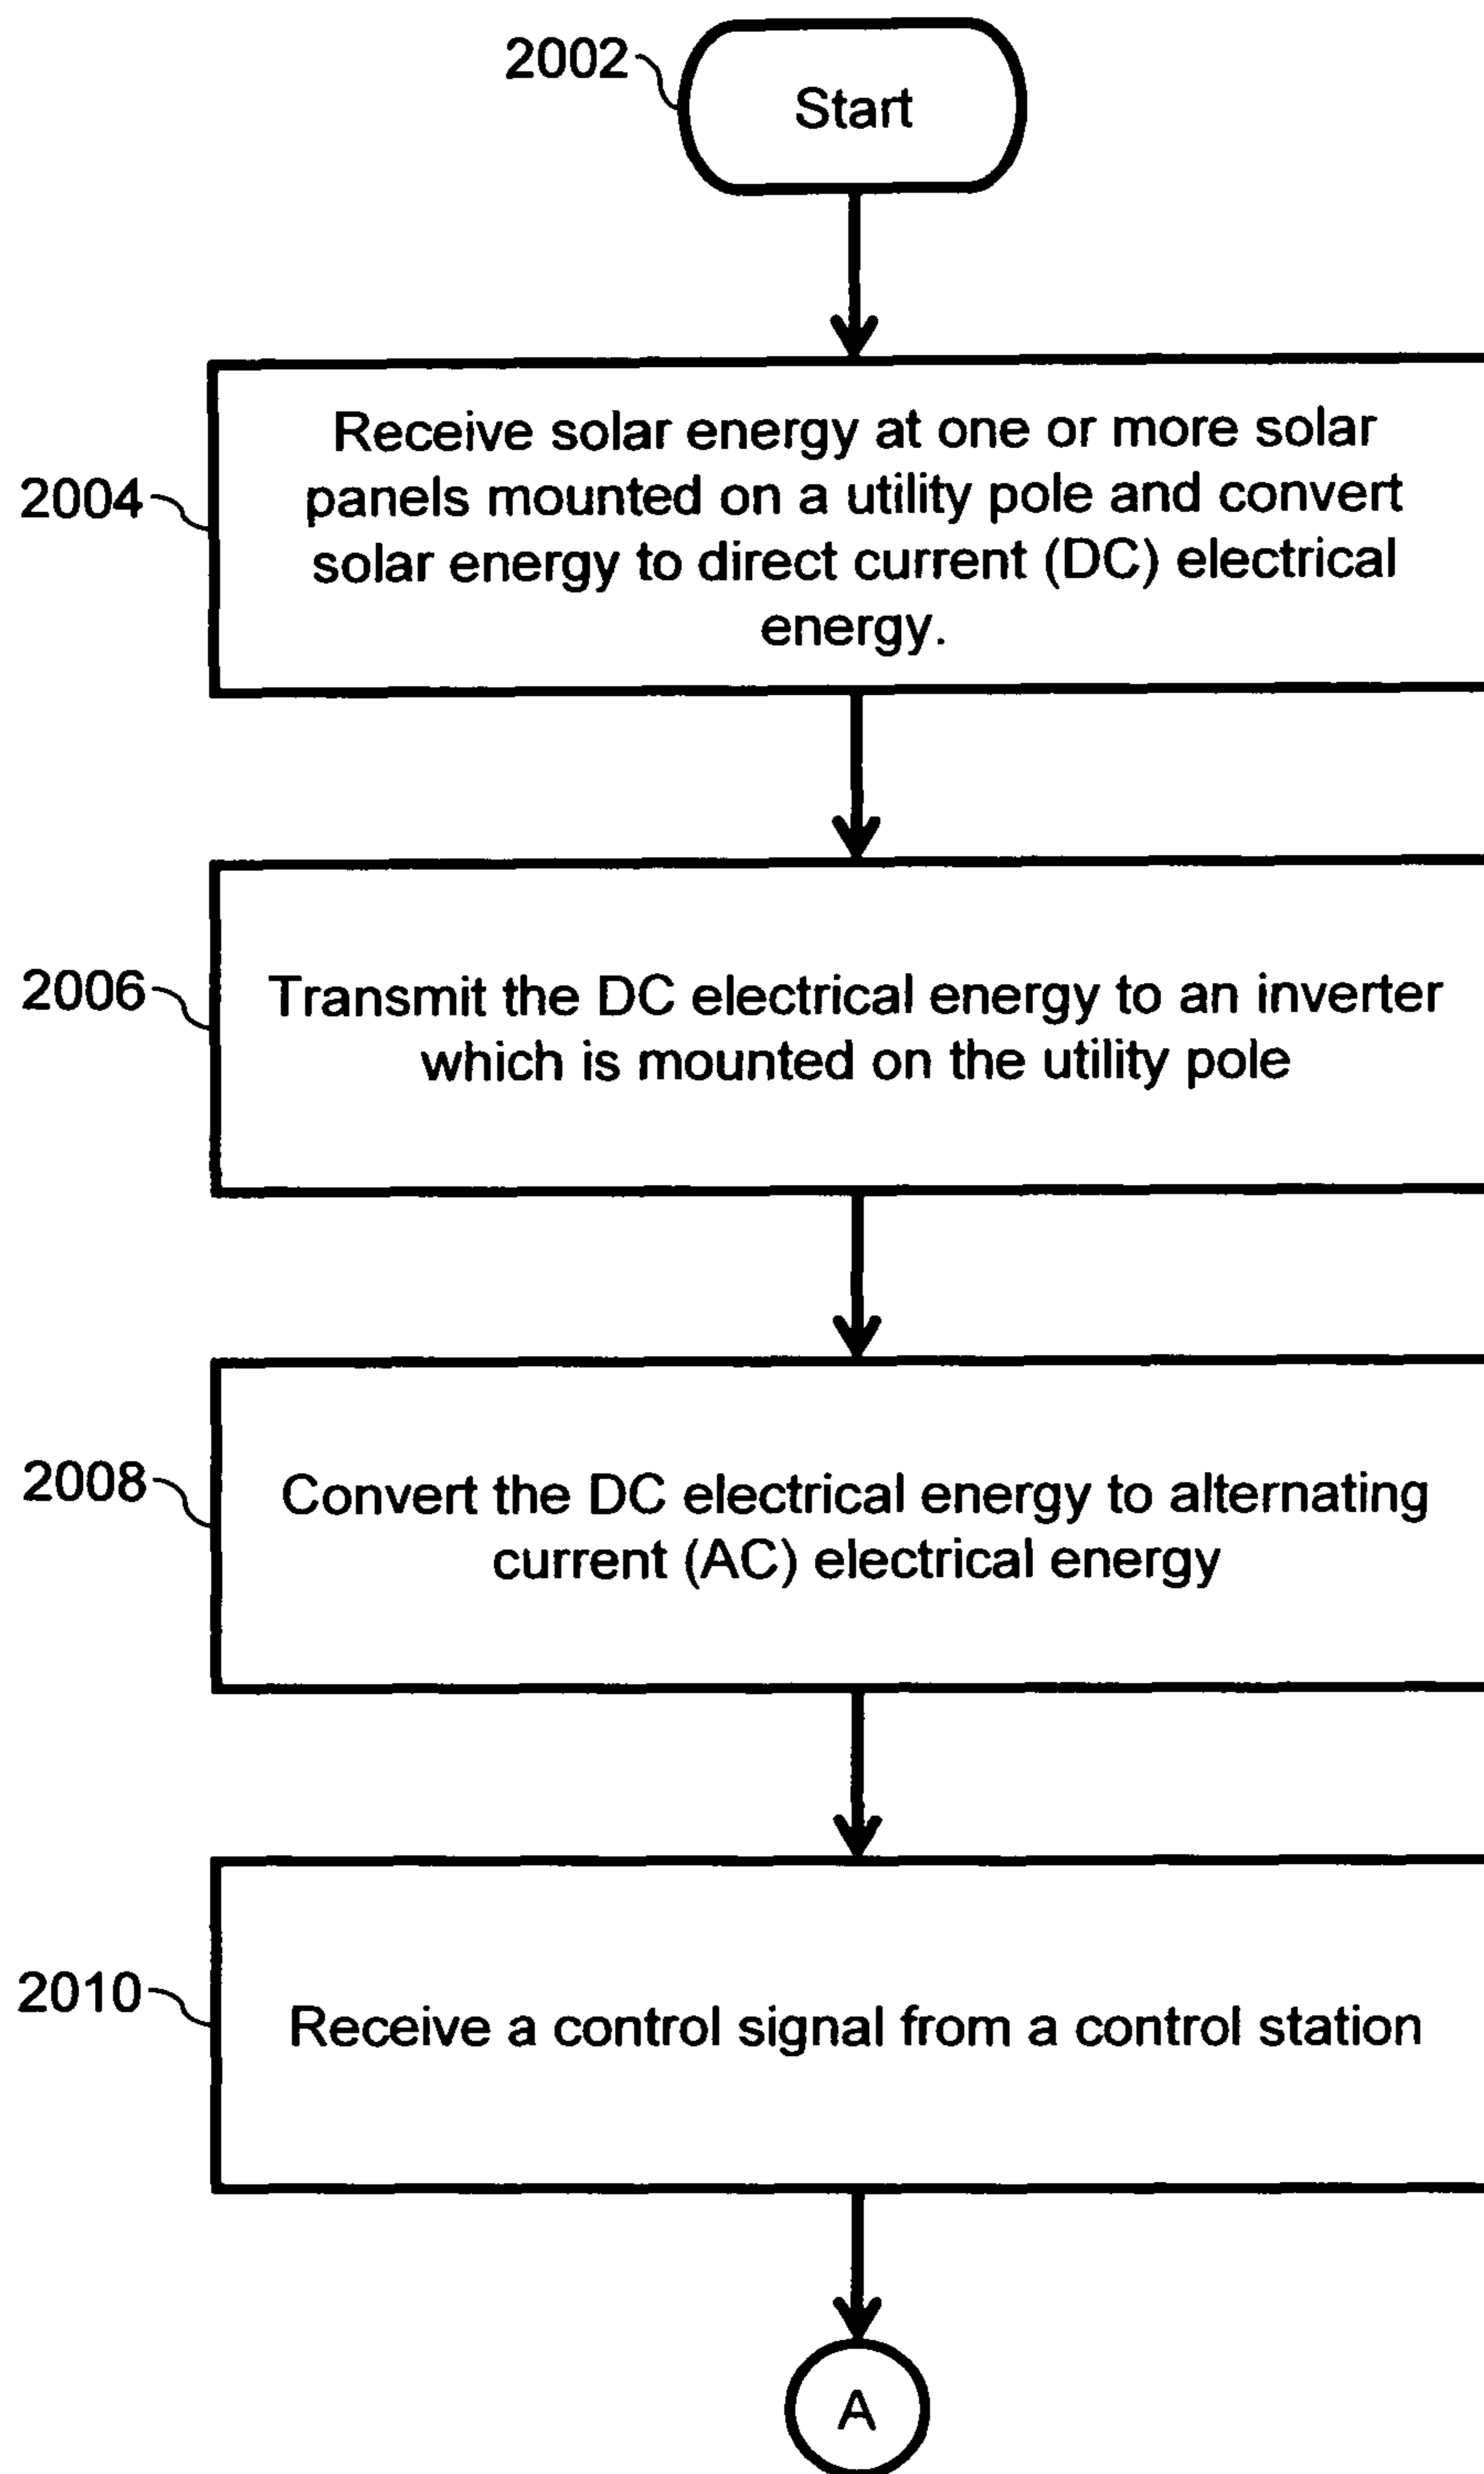 2002
Start
2004
Receive solar energy at one or more solar
panels mounted on a utility pole and convert
solar energy to direct current (DC) electrical
energy.
2006
Transmit the DC electrical energy to an inverter
which is mounted on the utility pole
2008
Convert the DC electrical energy to alternating
current (AC) electrical energy
2010
Receive a control signal from a control station
A